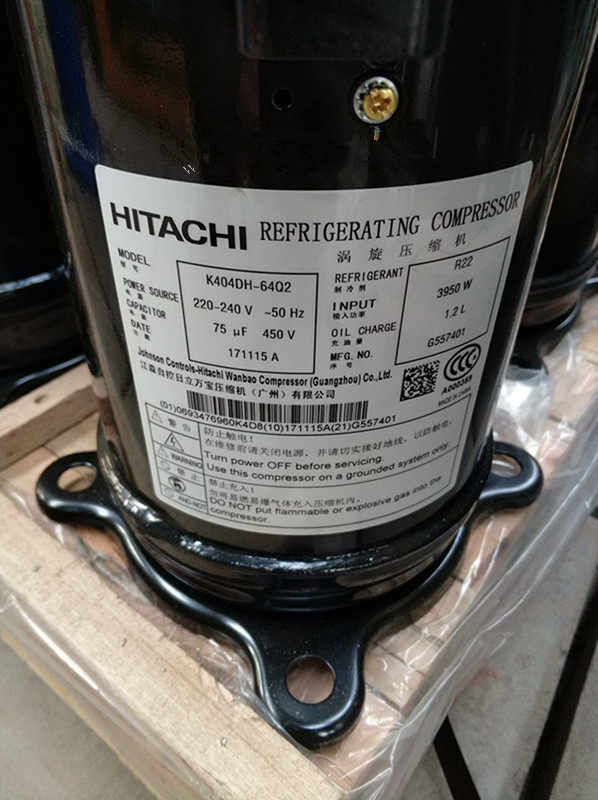 HITACHI REFRIGERATING COMPRESSOR
涡旋压缩机
MODEL
型号
K404DH-64Q2
POWER SOURCE
电源
220-240 V ~50 Hz
CAPACITOR
电容
75 µF 450 V
DATE
日期
171115 A
REFRIGERANT
制冷剂
R22
INPUT
输入功率
3950 W
OIL CHARGE
充油量
1.2 L
MFG. NO.
序号
G557401
Johnson Controls-Hitachi Wanbao Compressor (Guangzhou) Co., Ltd.
江森自控日立万宝压缩机（广州）有限公司
CCC
A000389
MADE IN CHINA
(01)0693476960K4D8(10)171115A(21)G557401
警告
WARNING
防止触电!
在维修前请关闭电源，并请切实接好地线，以防触电。
Turn power OFF before servicing.
Use this compressor on a grounded system only.
禁止
禁止充入!
勿将易燃易爆气体充入压缩机内。
DO NOT put flammable or explosive gas into the
compressor.